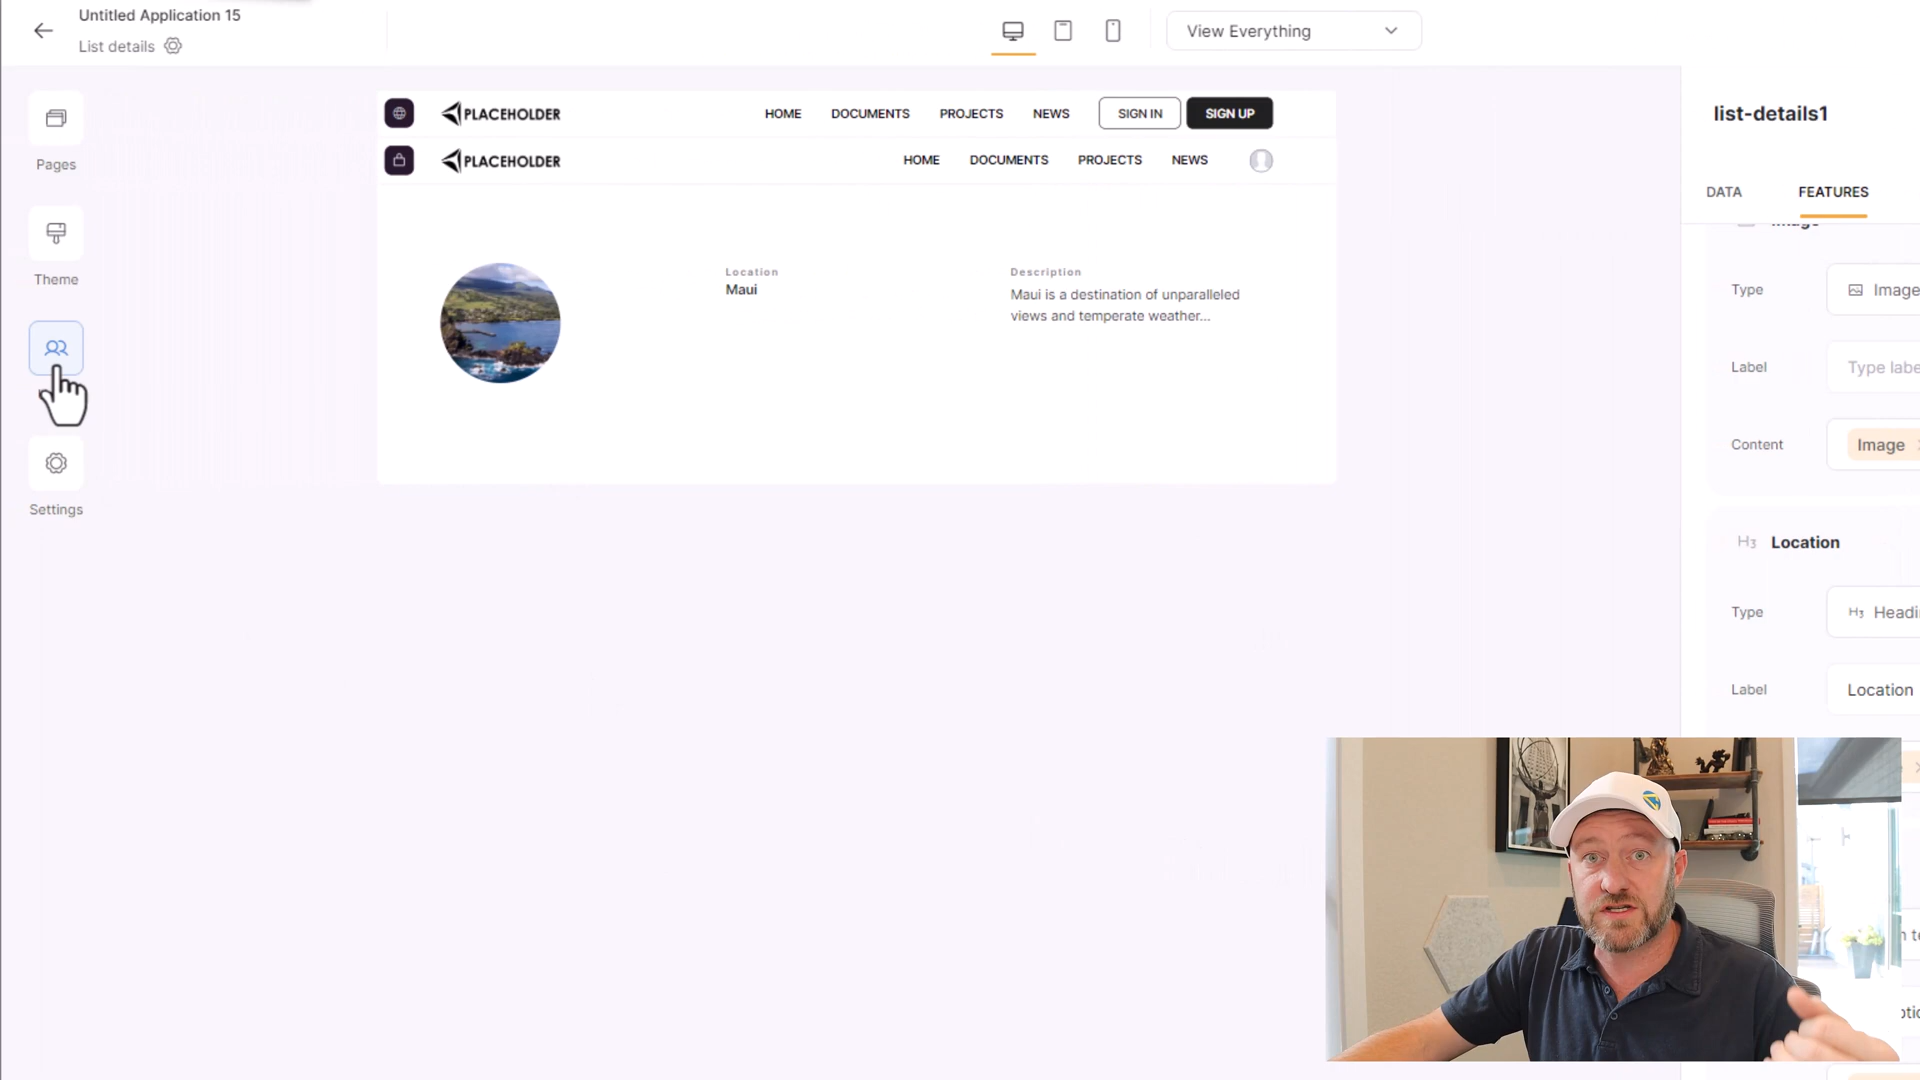 Untitled Application 15
List details
View Everything
Pages
Theme
Settings
PLACEHOLDER
HOME
DOCUMENTS
PROJECTS
NEWS
SIGN IN
SIGN UP
PLACEHOLDER
HOME
DOCUMENTS
PROJECTS
NEWS
Location
Maui
Description
Maui is a destination of unparalleled
views and temperate weather...
list-details1
DATA
FEATURES
Image
Type
Image
Label
Type
Content
Image
H3 Location
Type
H3
Label
Location